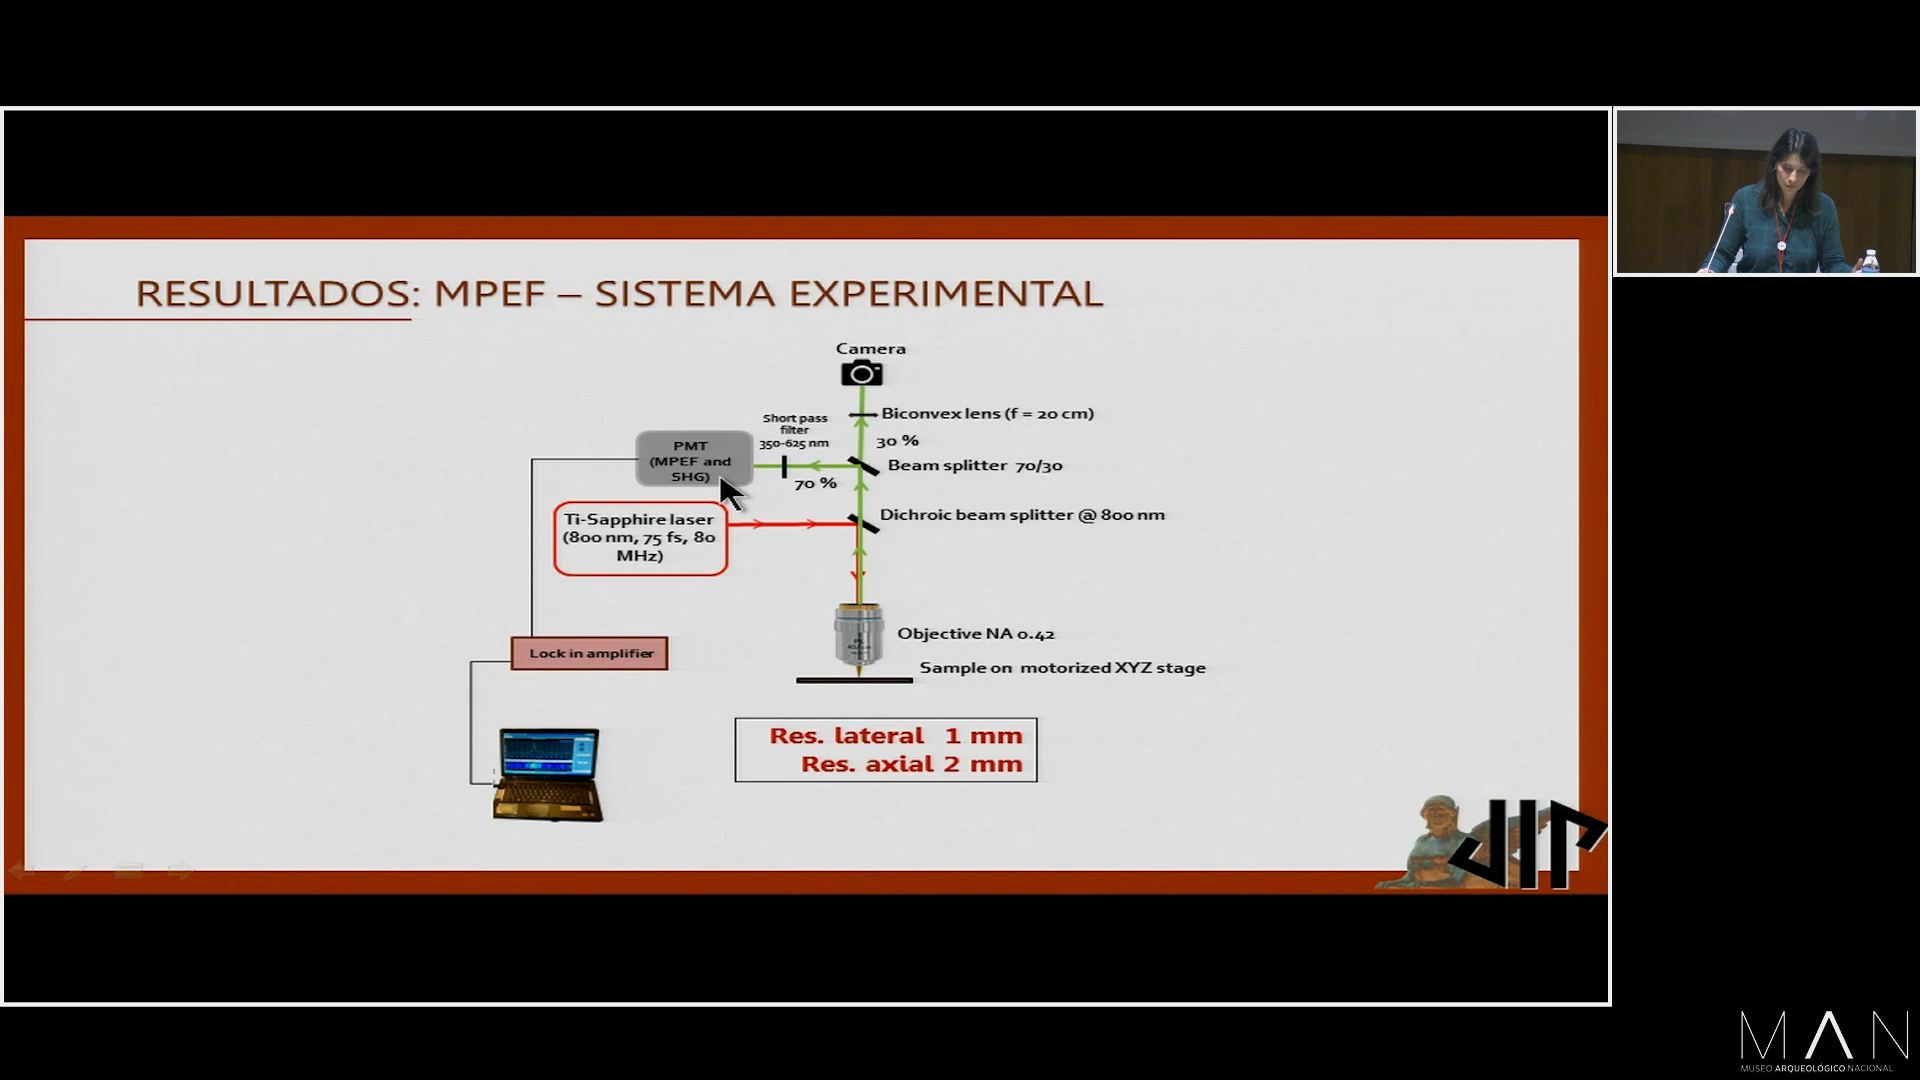 RESULTADOS: MPEF – SISTEMA EXPERIMENTAL
Camera
Biconvex lens (f = 20 cm)
Short pass
filter
350-625 nm
30 %
PMT
(MPEF and
SHG)
Beam splitter 70/30
70 %
Dichroic beam splitter @ 800 nm
Ti-Sapphire laser
(800 nm, 75 fs, 80
MHz)
Objective NA 0.42
Lock in amplifier
Sample on motorized XYZ stage
Res. lateral 1 mm
Res. axial 2 mm
MAN
MUSEO ARQUEOLÓGICO NACIONAL